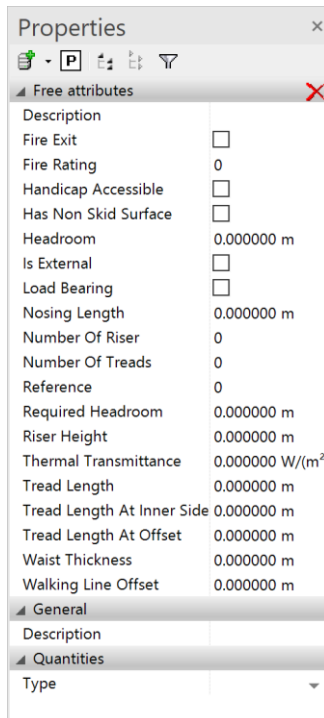 Properties
P
Free attributes
Description
Fire Exit
Fire Rating 0
Handicap Accessible
Has Non Skid Surface
Headroom 0.000000 m
Is External
Load Bearing
Nosing Length 0.000000 m
Number Of Riser 0
Number Of Treads 0
Reference 0
Required Headroom 0.000000 m
Riser Height 0.000000 m
Thermal Transmittance 0.000000 W/(m²
Tread Length 0.000000 m
Tread Length At Inner Side 0.000000 m
Tread Length At Offset 0.000000 m
Waist Thickness 0.000000 m
Walking Line Offset 0.000000 m
General
Description
Quantities
Type